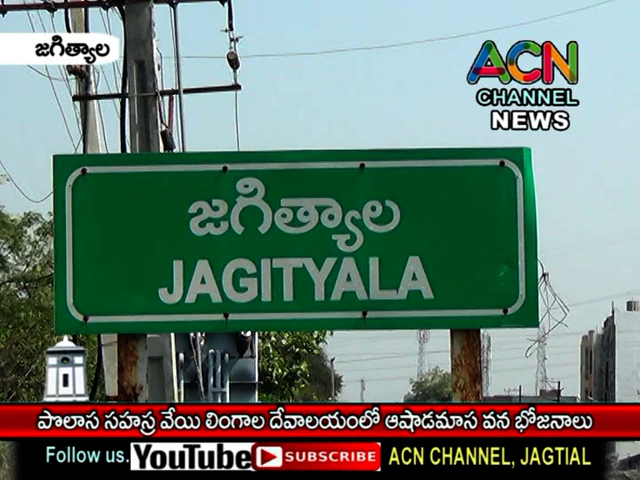 జగిత్యాల
ACN
CHANNEL
NEWS
జగిత్యాల
JAGITYALA
పొలాస సహస్ర వేయి లింగాల దేవాలయంలో ఆషాడమాస వన భోజనాలు
Follow us. YouTube SUBSCRIBE ACN CHANNEL, JAGTIAL